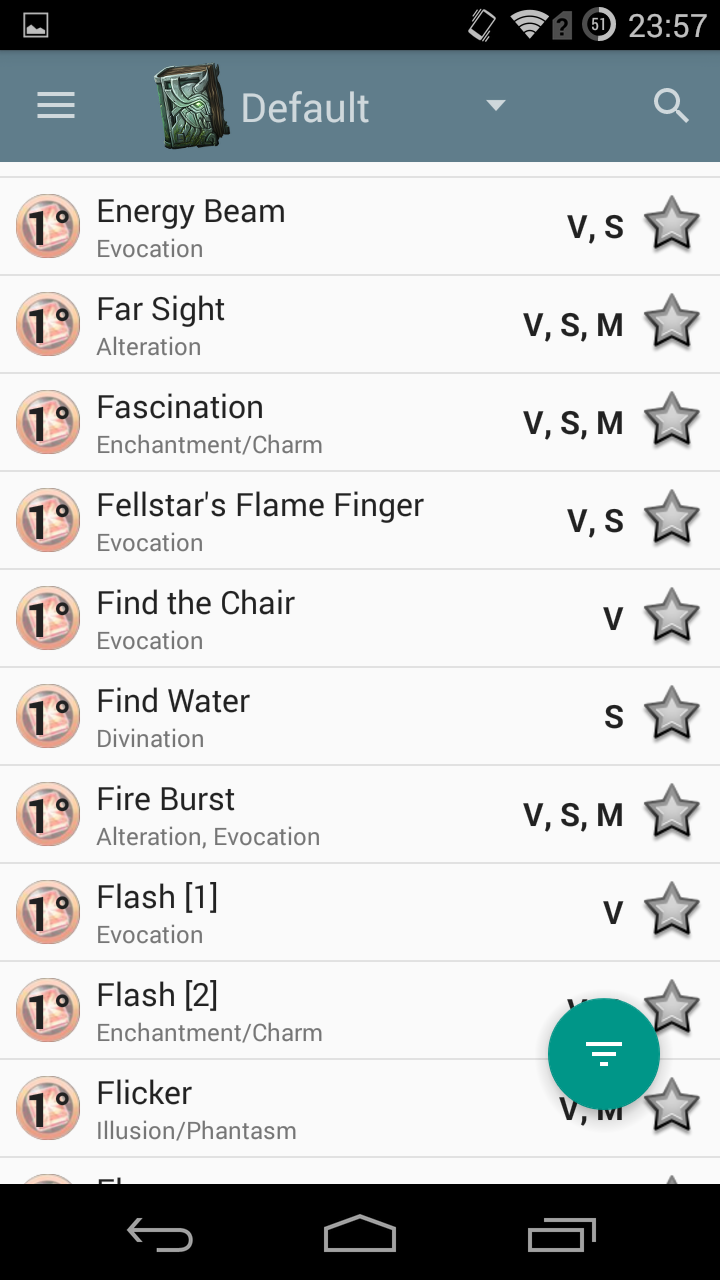 51 23:57
Default
1° Energy Beam V, S
Evocation
1° Far Sight V, S, M
Alteration
1° Fascination V, S, M
Enchantment/Charm
1° Fellstar's Flame Finger V, S
Evocation
1° Find the Chair V
Evocation
1° Find Water S
Divination
1° Fire Burst V, S, M
Alteration, Evocation
1° Flash [1] V
Evocation
1° Flash [2]
Enchantment/Charm
1° Flicker V, M
Illusion/Phantasm